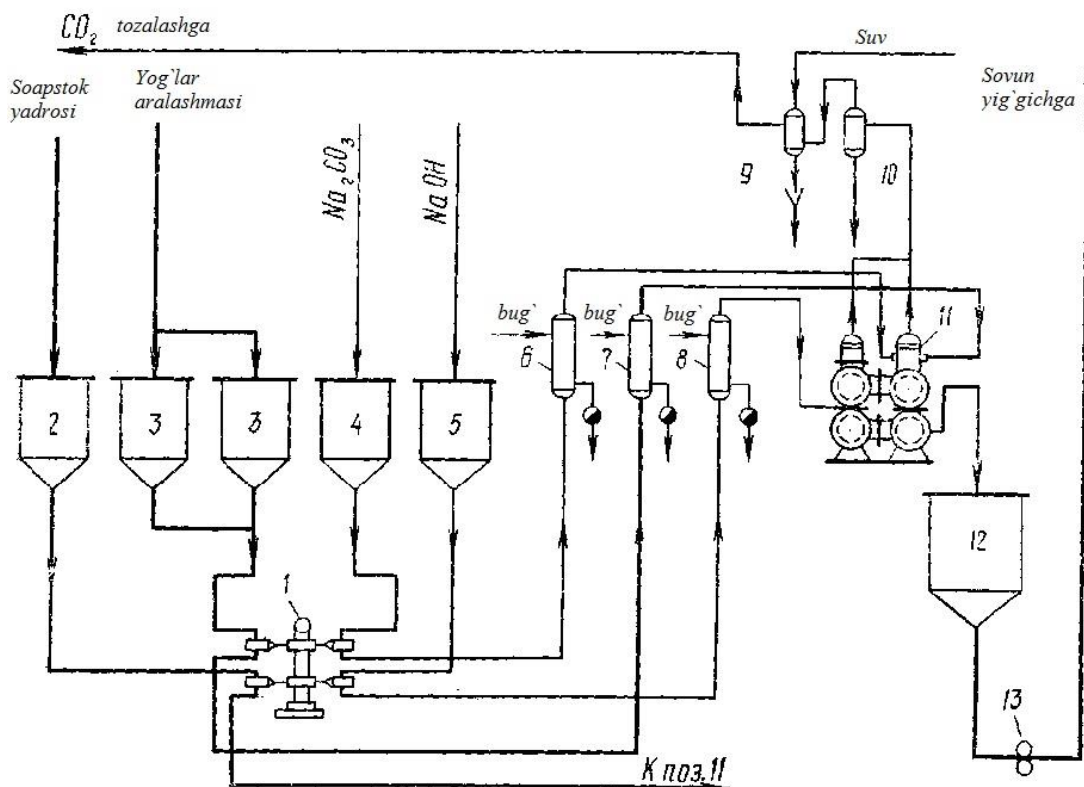 CO₂ tozalashga
Suv
Soapstok
yadrosi
Yog`lar
aralashmasi
Sovun
yig`gichga
Na₂CO₃
NaOH
9
10
bug`
bug`
bug`
11
6
7
8
2
3
3
4
5
12
1
13
К поз.11